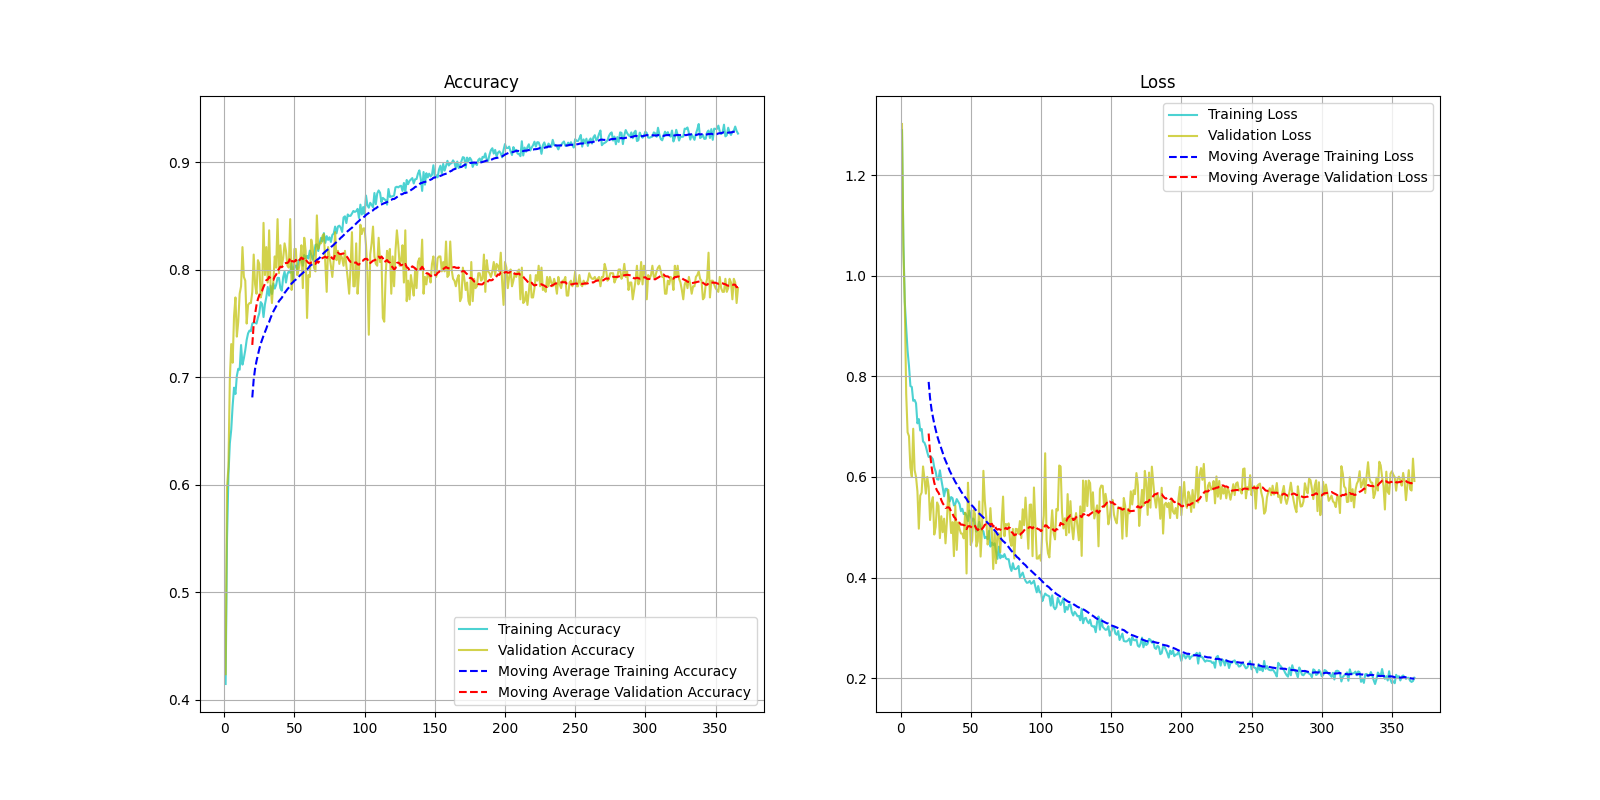 Accuracy
0.9
0.8
0.7
0.6
0.5
0.4
0 50 100 150 200 250 300 350
Training Accuracy
Validation Accuracy
Moving Average Training Accuracy
Moving Average Validation Accuracy
Loss
1.2
1.0
0.8
0.6
0.4
0.2
0 50 100 150 200 250 300 350
Training Loss
Validation Loss
Moving Average Training Loss
Moving Average Validation Loss